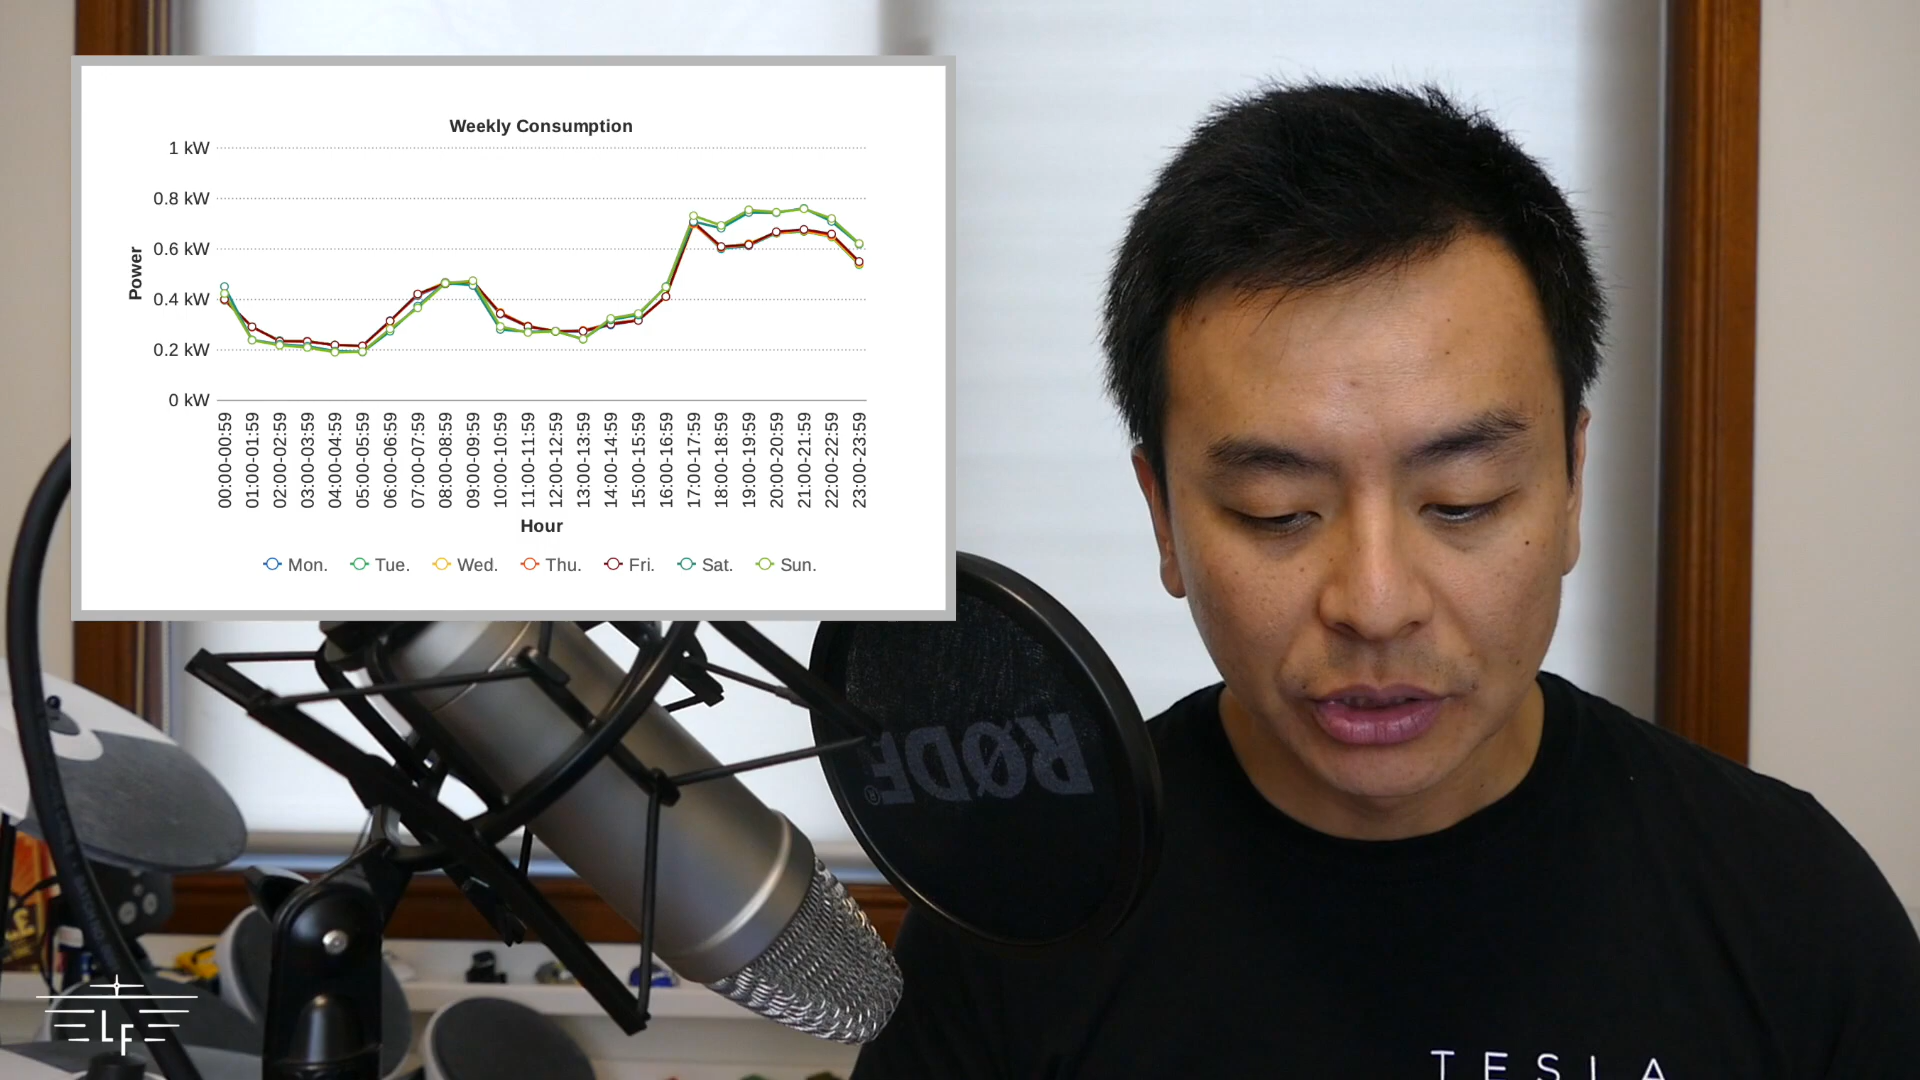 Weekly Consumption
1 kW
0.8 kW
0.6 kW
0.4 kW
0.2 kW
0 kW
Power
00:00-00:59
01:00-01:59
02:00-02:59
03:00-03:59
04:00-04:59
05:00-05:59
06:00-06:59
07:00-07:59
08:00-08:59
09:00-09:59
10:00-10:59
11:00-11:59
12:00-12:59
13:00-13:59
14:00-14:59
15:00-15:59
16:00-16:59
17:00-17:59
18:00-18:59
19:00-19:59
20:00-20:59
21:00-21:59
22:00-22:59
23:00-23:59
Hour
Mon. Tue. Wed. Thu. Fri. Sat. Sun.
RØDE®
LF
TESLA